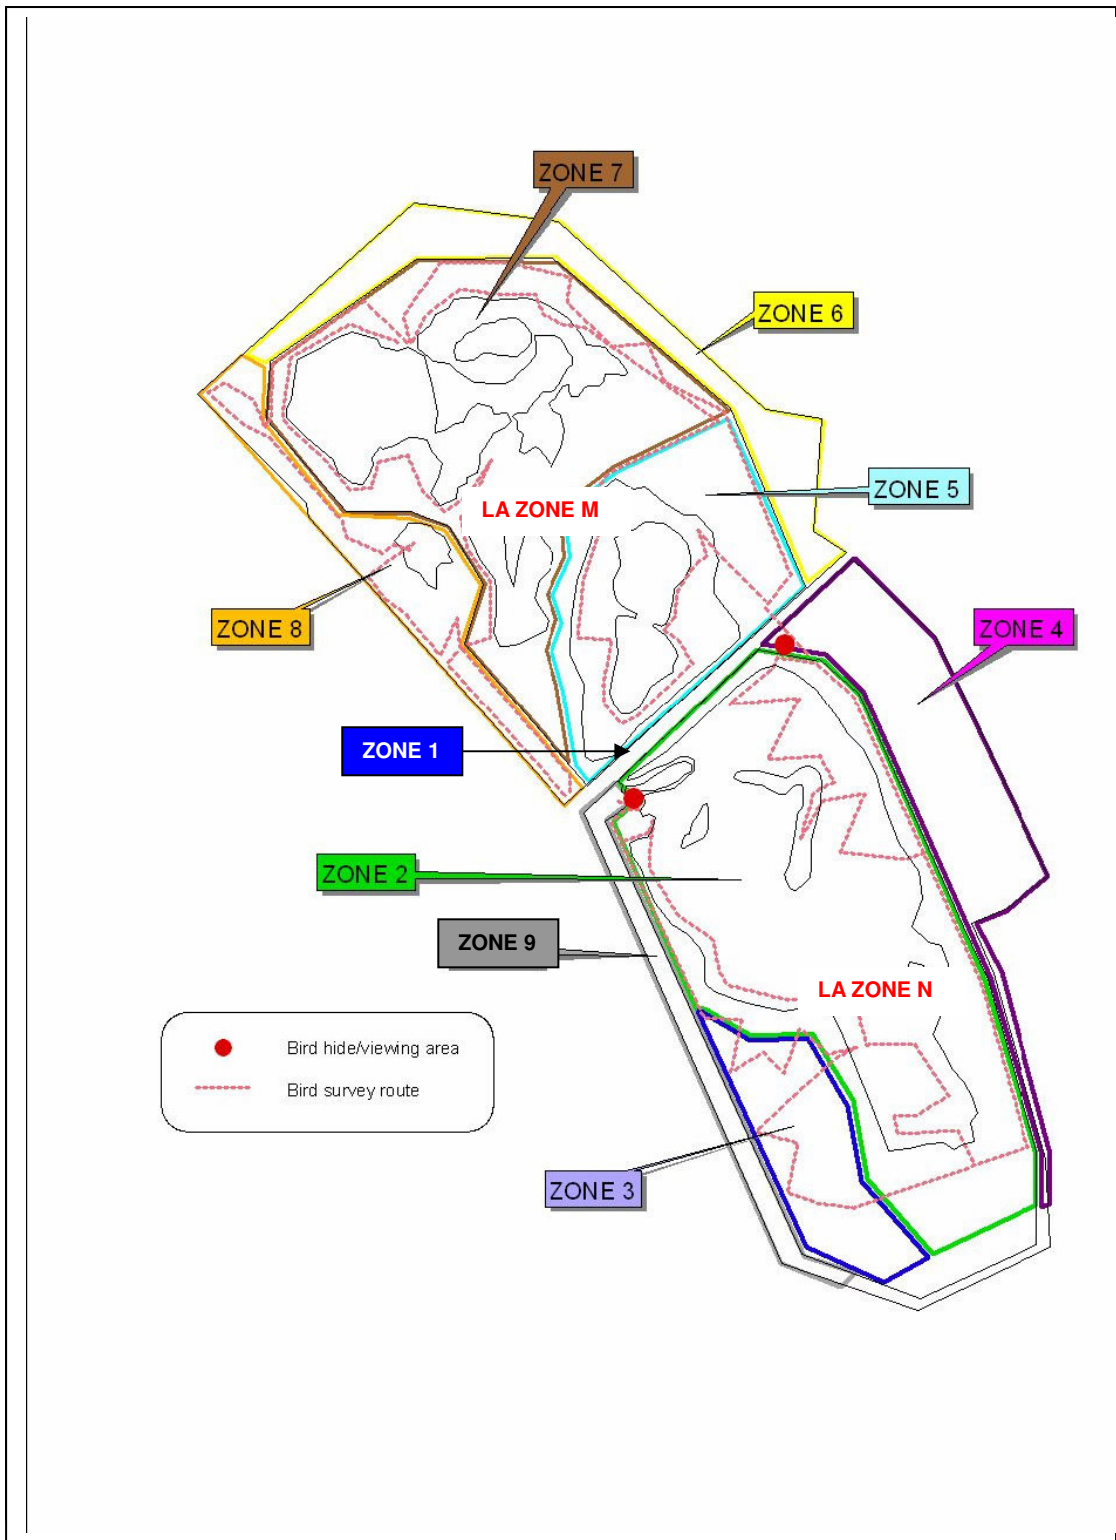 ZONE 7
ZONE 6
ZONE 5
LA ZONE M
ZONE 8
ZONE 4
ZONE 1
ZONE 2
ZONE 9
LA ZONE N
Bird hide/viewing area
Bird survey route
ZONE 3